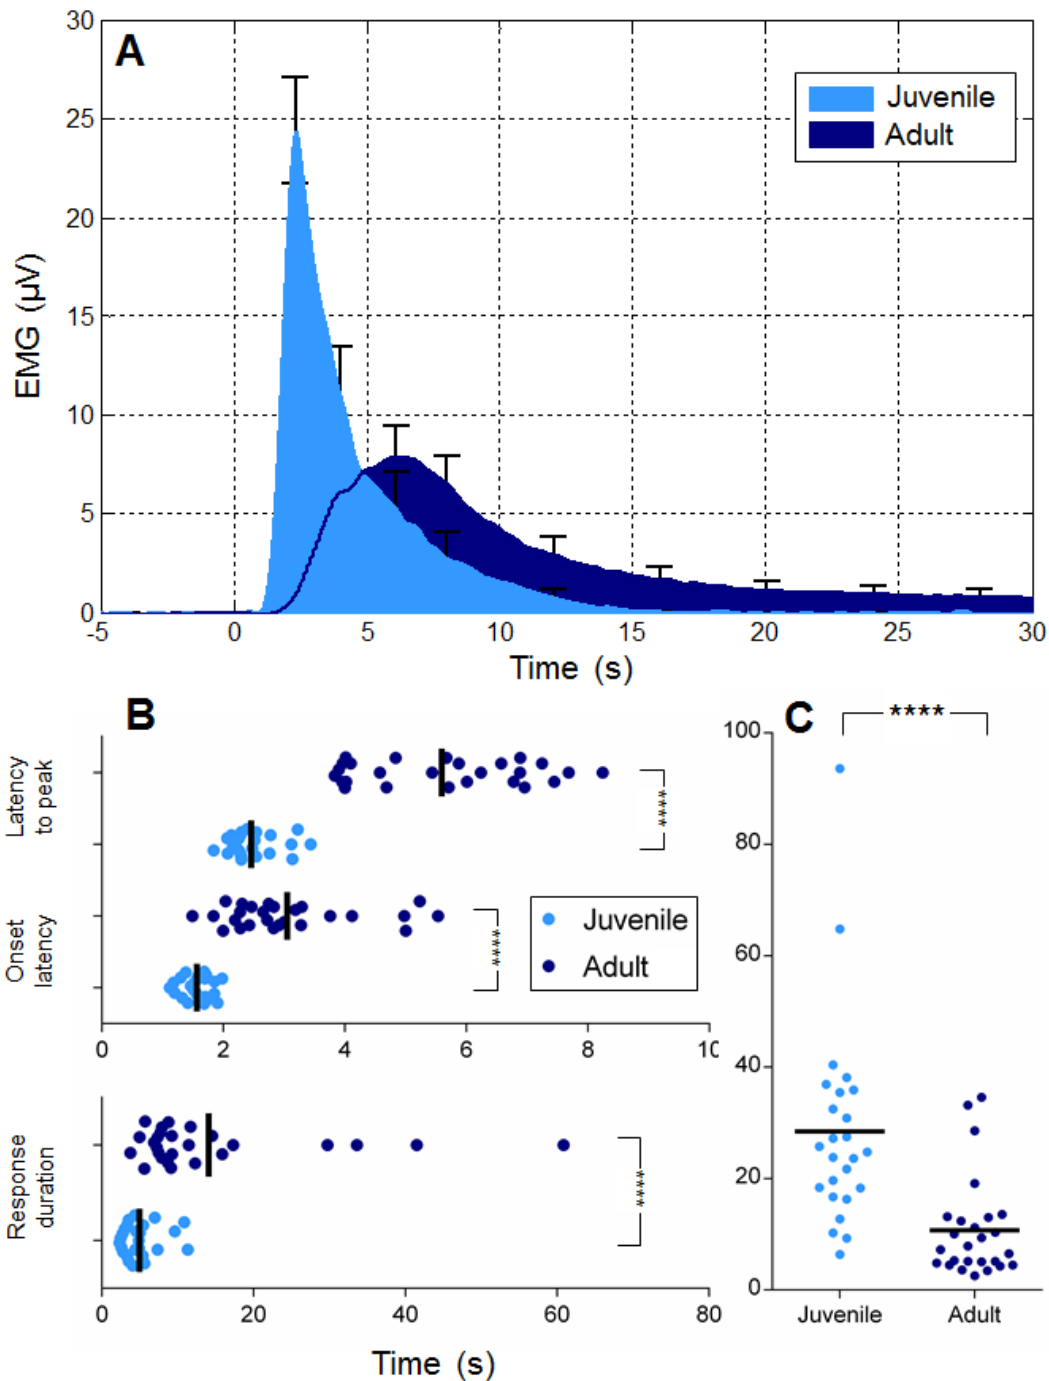 A
Juvenile
Adult
EMG (µV)
30
25
20
15
10
5
0
-5 0 5 10 15 20 25 30
Time (s)
B
Latency
to peak
Onset
latency
****
****
Juvenile
Adult
0 2 4 6 8 10
Response
duration
****
0 20 40 60 80
Time (s)
C
****
100
80
60
40
20
0
Juvenile Adult